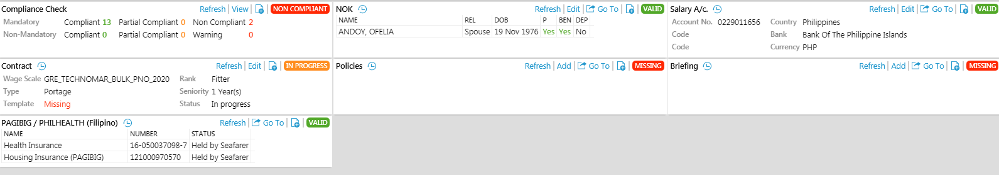 Compliance Check Refresh View NON COMPLIANT
Mandatory Compliant 13 Partial Compliant 0 Non Compliant 2
Non-Mandatory Compliant 0 Partial Compliant 0 Warning 0
NOK Refresh Edit Go To VALID
NAME REL DOB P BEN DEP
ANDOY, OFELIA Spouse 19 Nov 1976 Yes Yes No
Salary A/c. Refresh Edit Go To VALID
Account No. 0229011656 Country Philippines
Code Bank Bank Of The Philippine Islands
Code Currency PHP
Contract Refresh Edit IN PROGRESS
Wage Scale GRE_TECHNOMAR_BULK_PNO_2020 Rank Fitter
Type Portage Seniority 1 Year(s)
Template Missing Status In progress
Policies Refresh Add Go To MISSING
Briefing Refresh Add Go To MISSING
PAGIBIG / PHILHEALTH (Filipino) Refresh Go To VALID
NAME NUMBER STATUS
Health Insurance 16-050037098-7 Held by Seafarer
Housing Insurance (PAGIBIG) 121000970570 Held by Seafarer